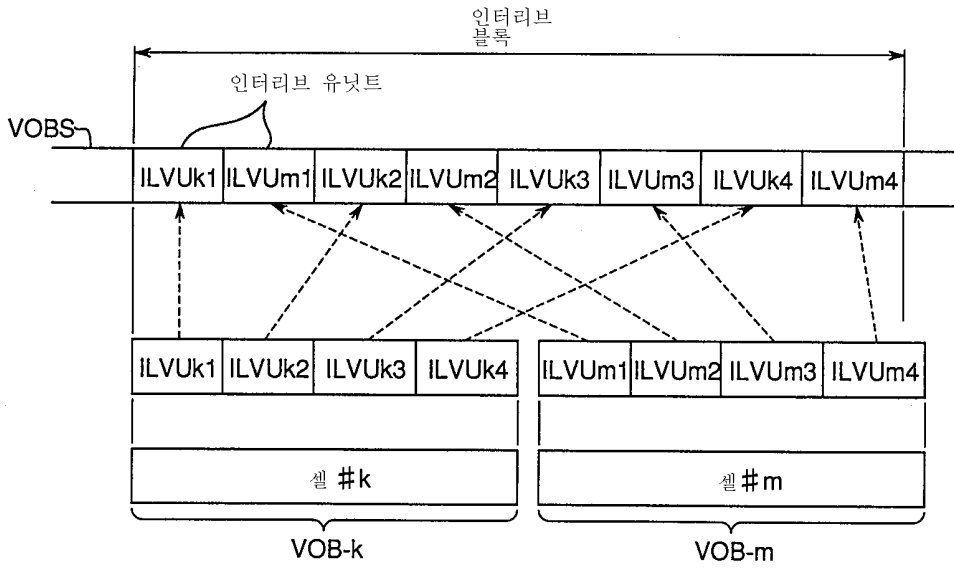 인터리브
블록
인터리브 유닛트
VOBS
ILVUk1 ILVUm1 ILVUk2 ILVUm2 ILVUk3 ILVUm3 ILVUk4 ILVUm4
ILVUk1 ILVUk2 ILVUk3 ILVUk4 ILVUm1 ILVUm2 ILVUm3 ILVUm4
셀 #k 셀 #m
VOB-k VOB-m